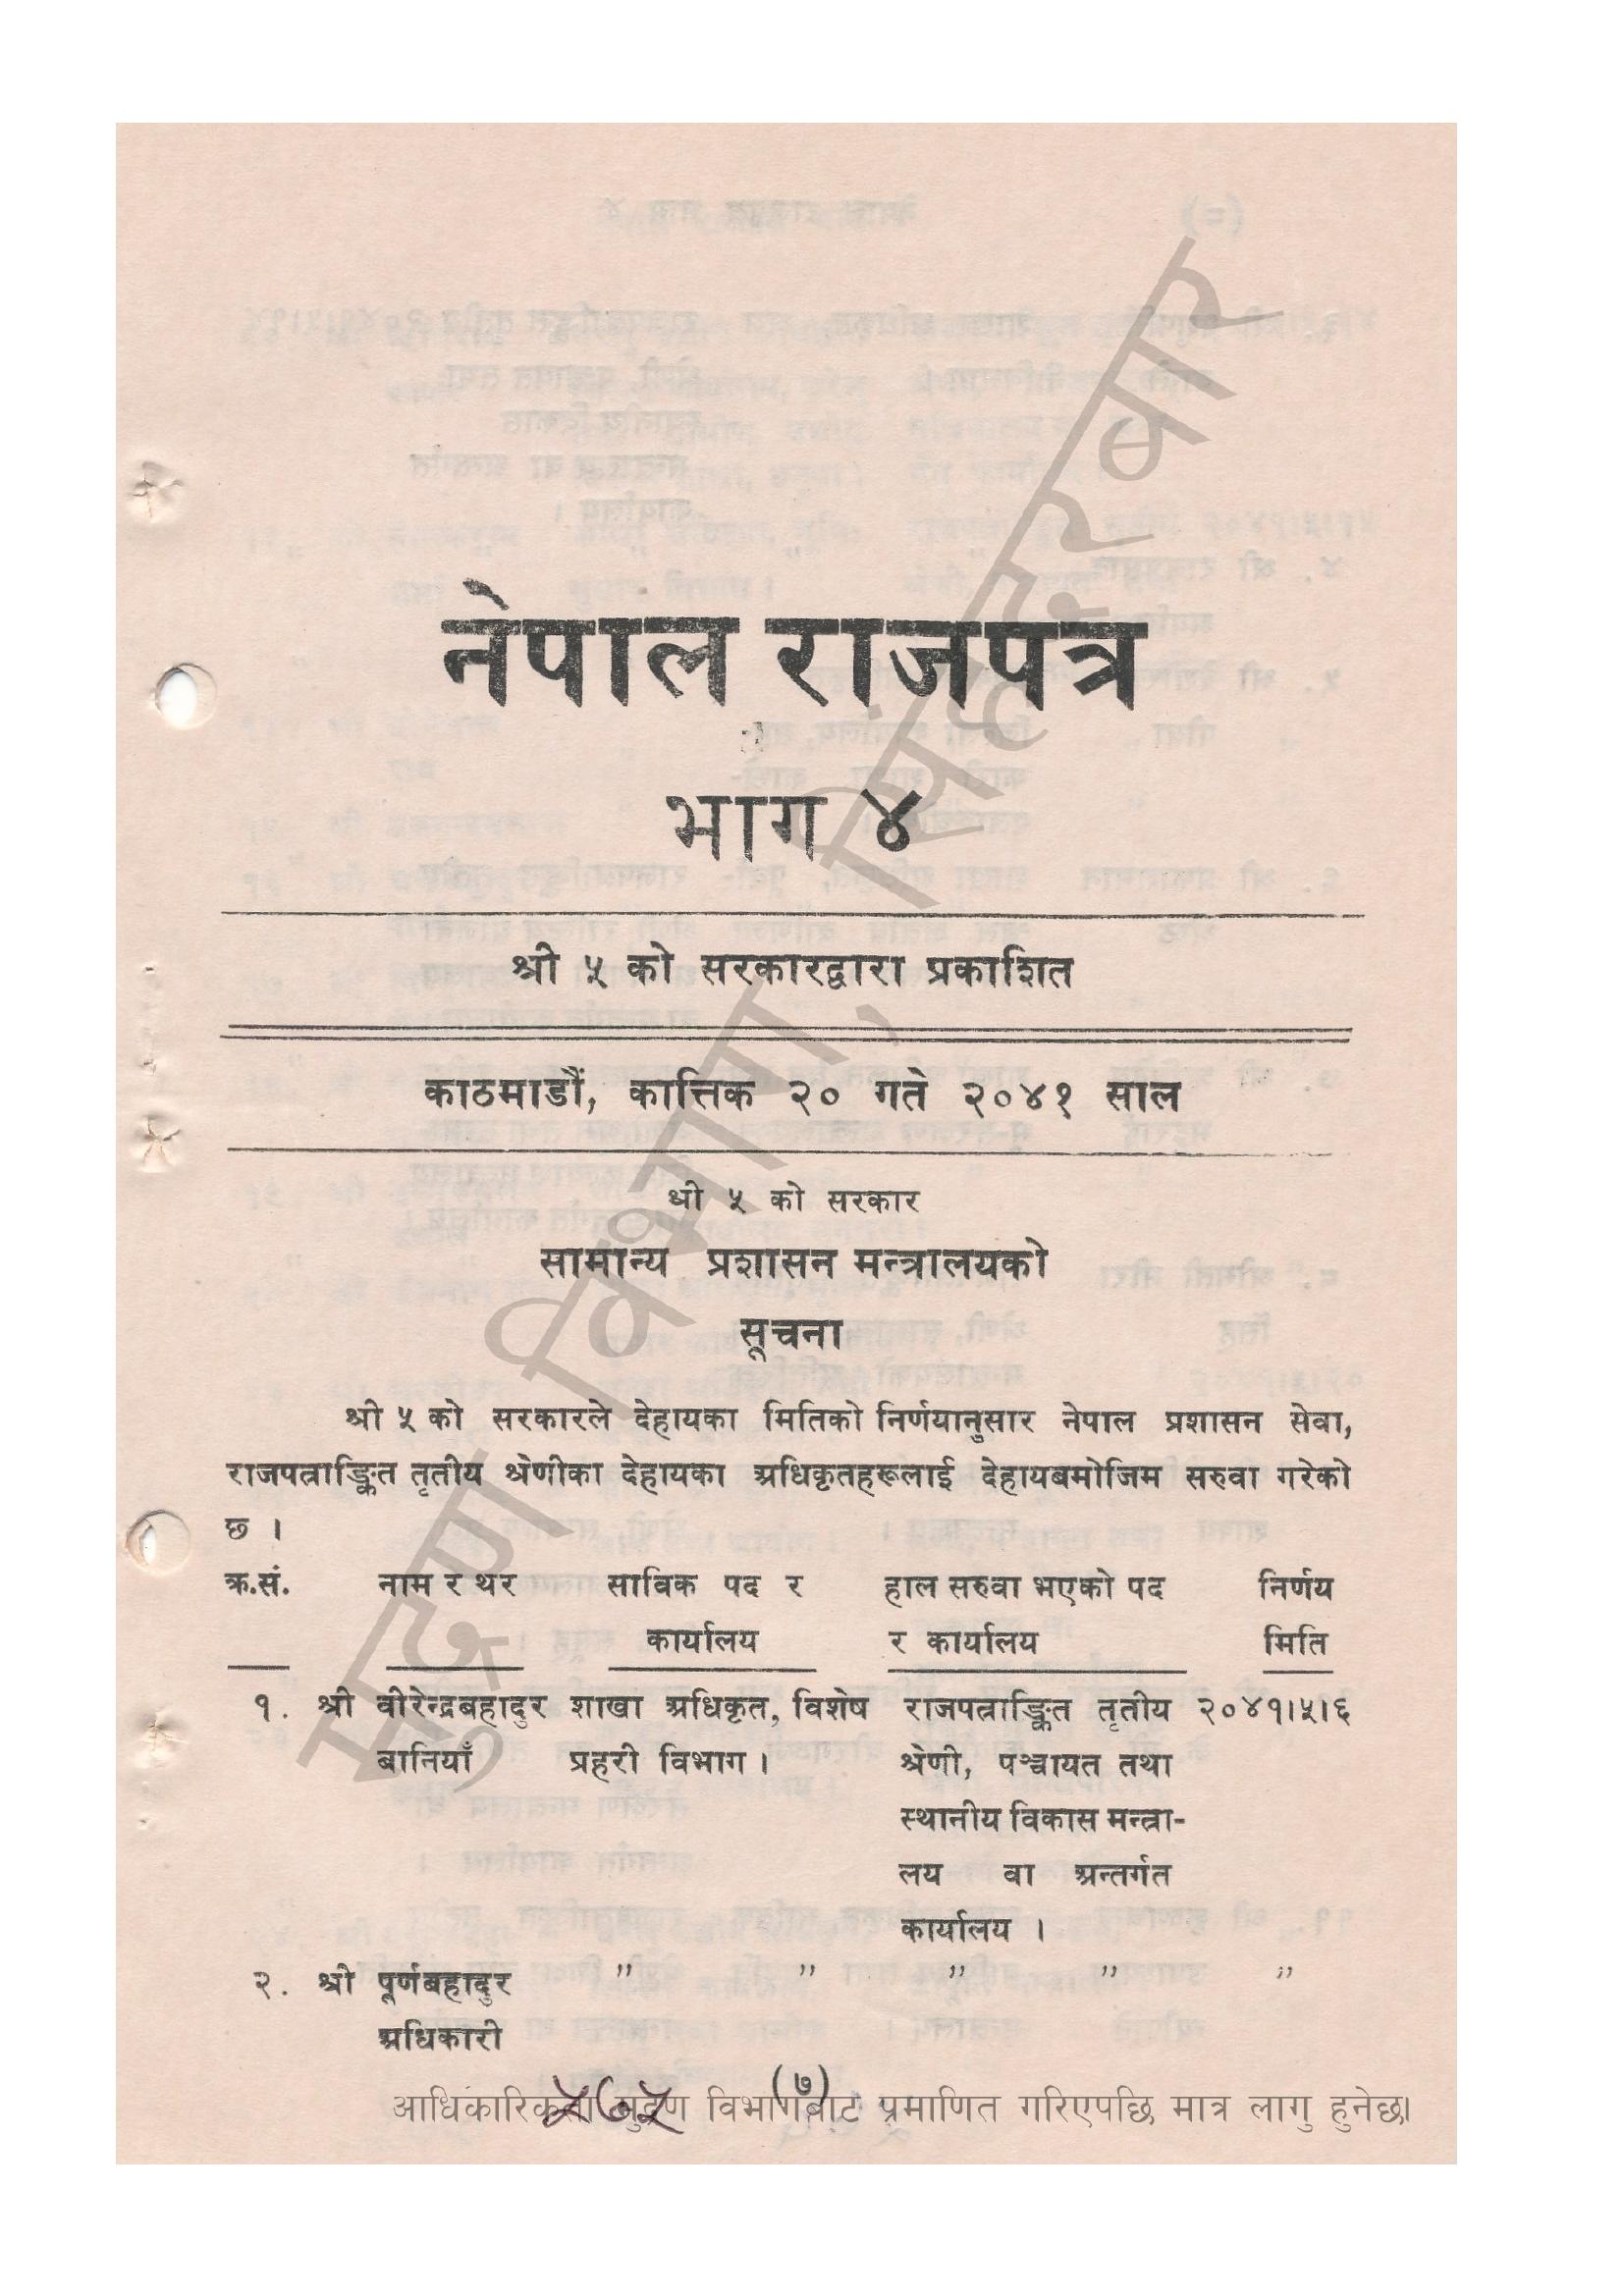 नेपाल राजपत्र
भाग ४
श्री ५ को सरकारद्वारा प्रकाशित
काठमाडौं, कात्तिक २० गते २०४१ साल
श्री ५ को सरकार
सामान्य प्रशासन मन्त्रालयको
सूचना
श्री ५ को सरकारले देहायका मितिको निर्णयानुसार नेपाल प्रशासन सेवा,
राजपत्राङ्कित तृतीय श्रेणीका देहायका अधिकृतहरूलाई देहायबमोजिम सरुवा गरेको
छ ।
क्र.सं. नाम र थर साविक पद र हाल सरुवा भएको पद निर्णय
कार्यालय र कार्यालय मिति
१. श्री वीरेन्द्रबहादुर शाखा अधिकृत, विशेष राजपत्राङ्कित तृतीय २०४१।५।६
बानियाँ प्रहरी विभाग । श्रेणी, पञ्चायत तथा
स्थानीय विकास मन्त्रा-
लय वा अन्तर्गत
कार्यालय ।
२. श्री पूर्णबहादुर " " " " "
अधिकारी
(७)
आधिकारिकता मुद्रण विभागबाट प्रमाणित गरिएपछि मात्र लागु हुनेछ।
मुद्रण विभाग, सिंहदरबार